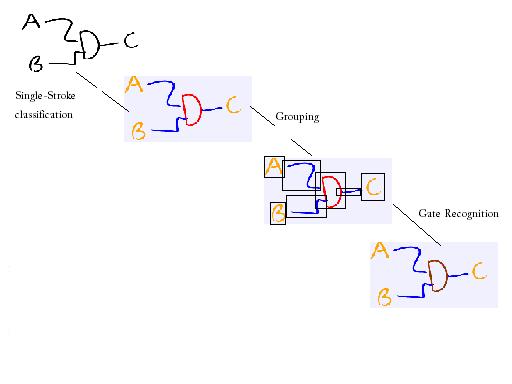 A
C
B
Single-Stroke
classification
A
C
B
Grouping
A
C
B
Gate Recognition
A
C
B